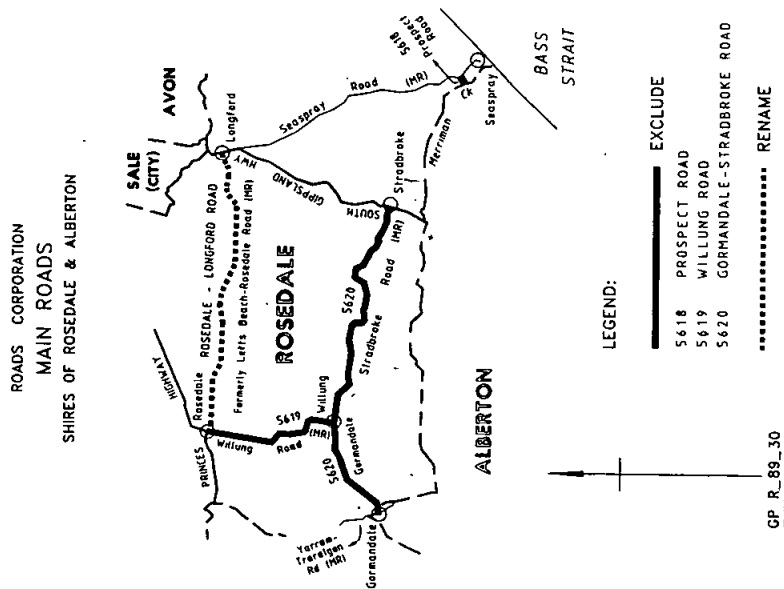 ROADS CORPORATION
MAIN ROADS
SHIRES OF ROSEDALE & ALBERTON
SALE
(CITY)
AVON
HIGHWAY
PRINCES
Rosedale
ROSEDALE - LONGFORD ROAD
Formerly Letts Beach-Rosedale Road (MR)
Longford
HWY
GIPPSLAND
SOUTH
Seaspray Road (MR)
ROSEDALE
Willung Road (MR)
5619
Willung
5620
5620
Gormandale Stradbroke Road (MR)
Stradbroke
Merriman Ck
5618
Prospect
Road
Seaspray
BASS
STRAIT
Yarram-
Traralgon
Rd (MR)
Gormandale
ALBERTON
LEGEND:
EXCLUDE
5618 PROSPECT ROAD
5619 WILLUNG ROAD
5620 GORMANDALE-STRADBROKE ROAD
RENAME
GP_R_89_30